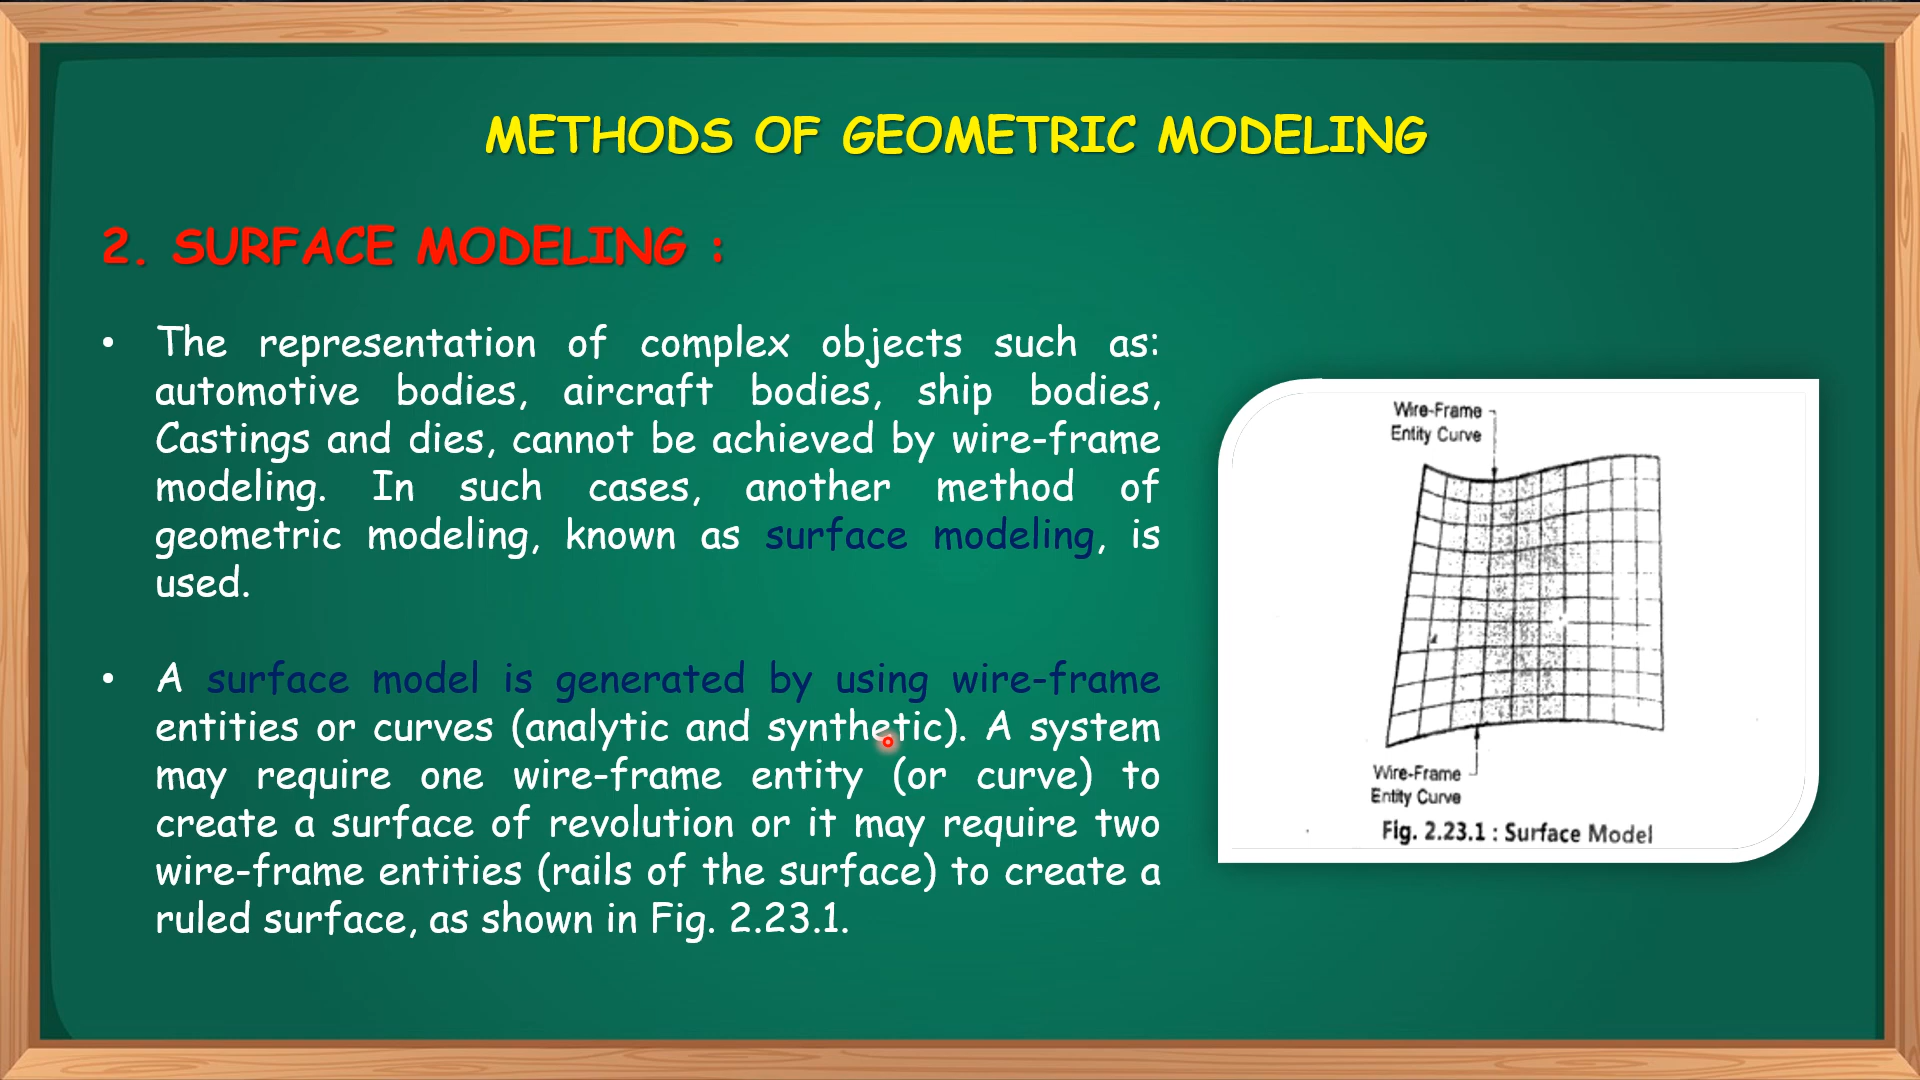 METHODS OF GEOMETRIC MODELING
2. SURFACE MODELING :
• The representation of complex objects such as:
automotive bodies, aircraft bodies, ship bodies,
Castings and dies, cannot be achieved by wire-frame
modeling. In such cases, another method of
geometric modeling, known as surface modeling, is
used.
• A surface model is generated by using wire-frame
entities or curves (analytic and synthetic). A system
may require one wire-frame entity (or curve) to
create a surface of revolution or it may require two
wire-frame entities (rails of the surface) to create a
ruled surface, as shown in Fig. 2.23.1.
Wire-Frame
Entity Curve
Wire-Frame
Entity Curve
Fig. 2.23.1 : Surface Model